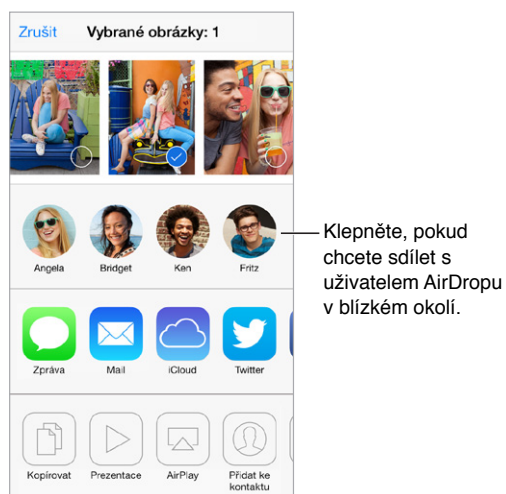 Zrušit Vybrané obrázky: 1
Angela Bridget Ken Fritz
Klepněte, pokud
chcete sdílet s
uživatelem AirDropu
v blízkém okolí.
Zpráva Mail iCloud Twitter
Kopírovat Prezentace AirPlay Přidat ke
kontaktu